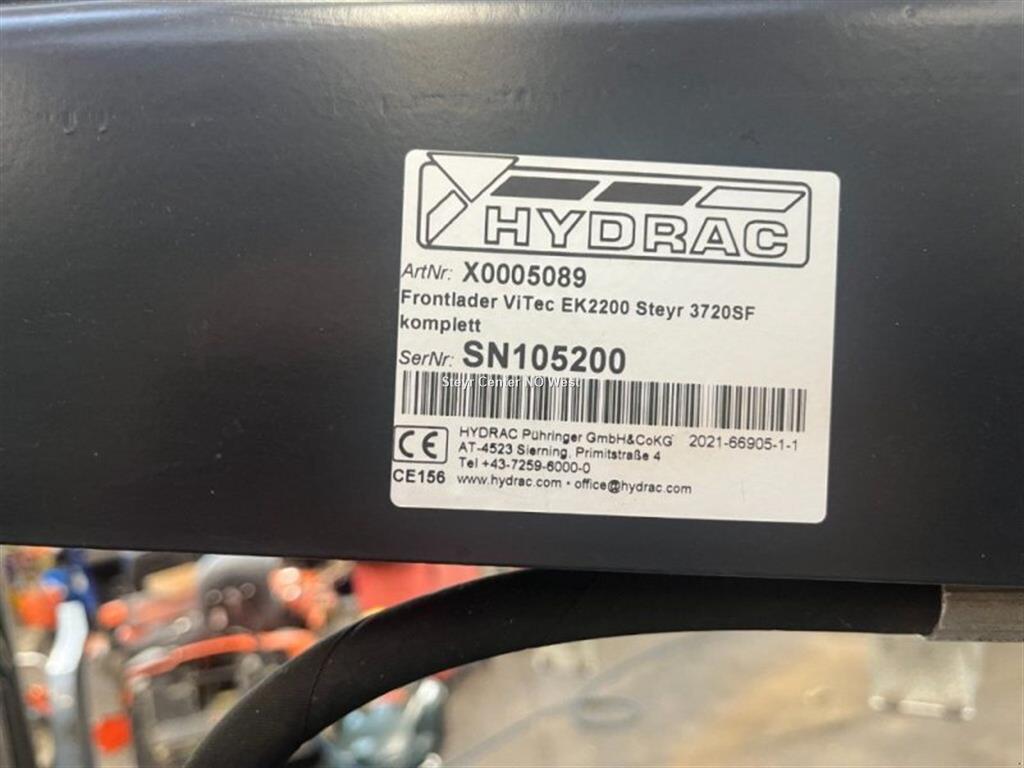 HYDRAC
ArtNr: X0005089
Frontlader ViTec EK2200 Steyr 3720SF
komplett
SerNr: SN105200
Steyr Center NÖ West
HYDRAC Pühringer GmbH&CoKG 2021-66905-1-1
AT-4523 Sierning, Primitstraße 4
Tel +43-7259-6000-0
CE
CE156 www.hydrac.com • office@hydrac.com